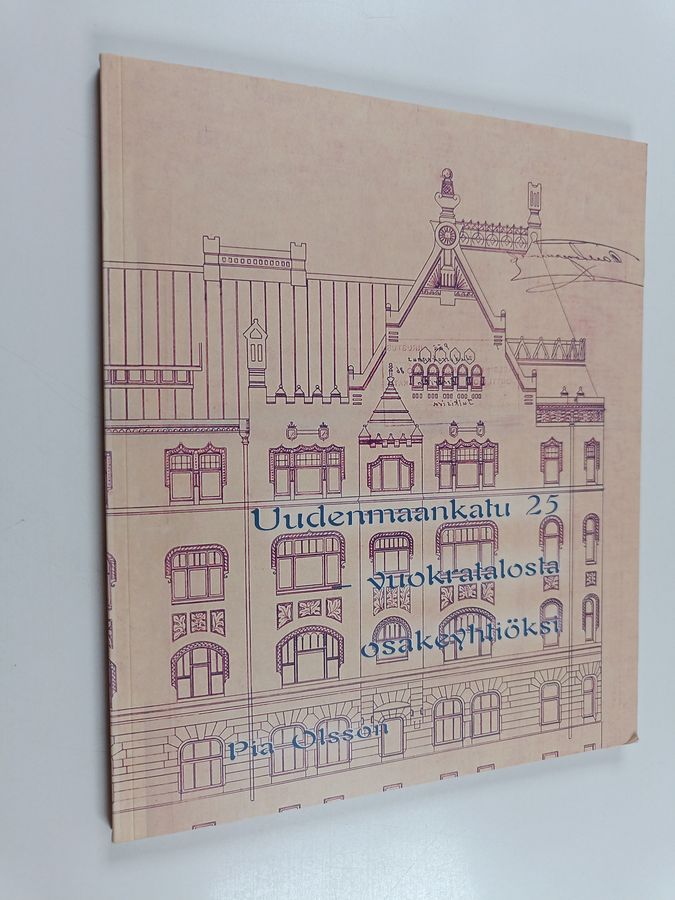 Uudenmaankatu 25
– vuokratalosta
osakeyhtiöksi
Pia Olsson